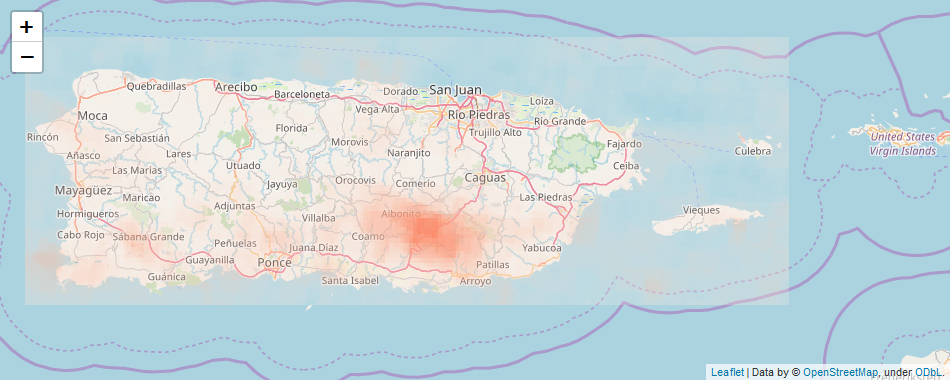 +
−
Quebradillas
Arecibo
Barceloneta
Dorado
San Juan
Loíza
Moca
Vega Alta
Río Piedras
Río Grande
Rincón
San Sebastián
Florida
Morovis
Trujillo Alto
Fajardo
Culebra
United States
Virgin Islands
Añasco
Lares
Utuado
Naranjito
Ceiba
Las Marías
Mayagüez
Maricao
Jayuya
Orocovis
Comerío
Caguas
Las Piedras
Hormigueros
Adjuntas
Villalba
Aibonito
Vieques
Cabo Rojo
Sábana Grande
Peñuelas
Juana Díaz
Coamo
Yabucoa
Guayanilla
Ponce
Patillas
Guánica
Santa Isabel
Arroyo
Leaflet | Data by © OpenStreetMap, under ODbL.